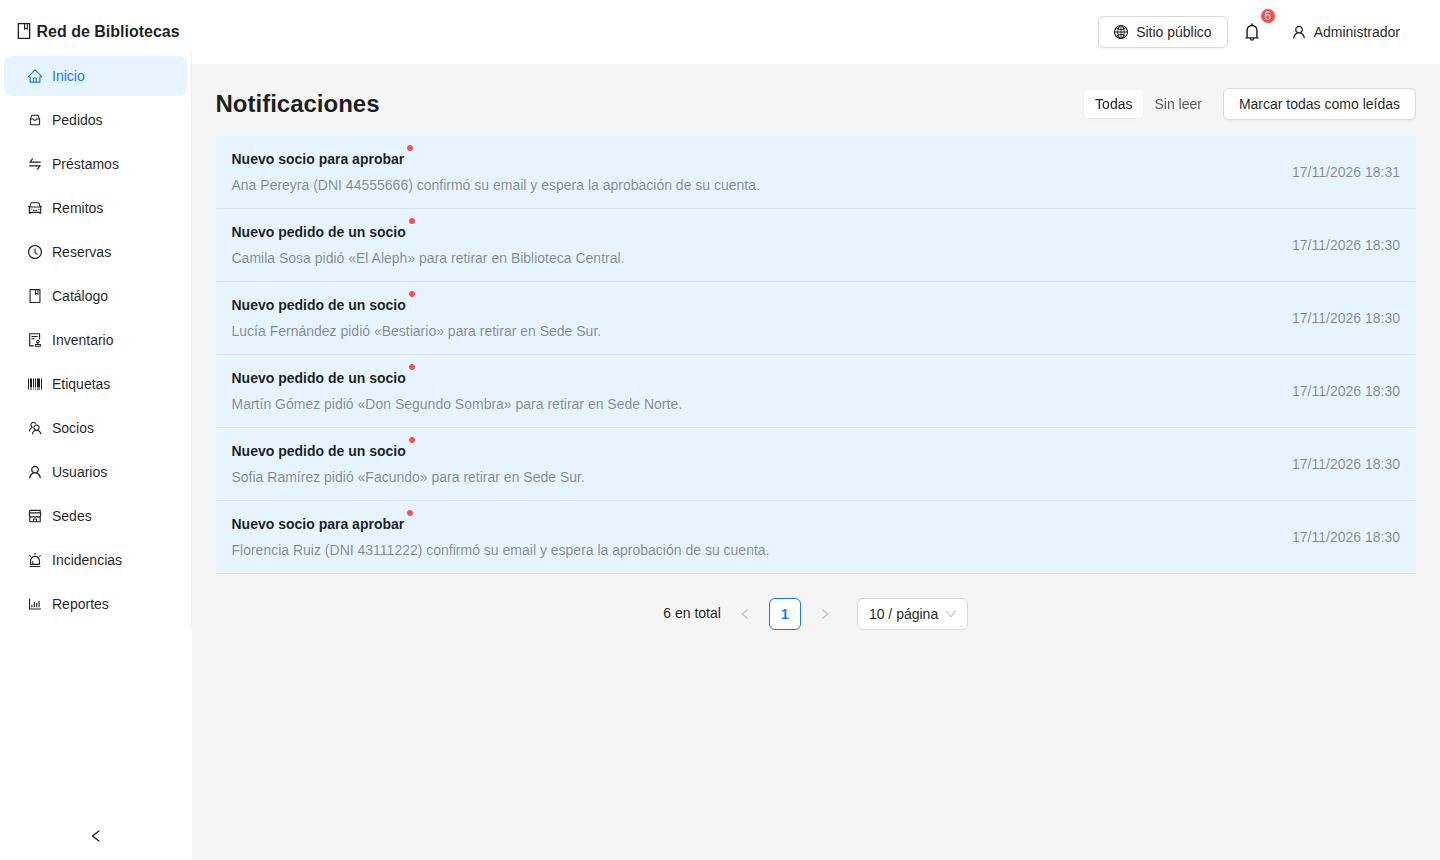 Red de Bibliotecas
Sitio público
6
Administrador
Inicio
Pedidos
Préstamos
Remitos
Reservas
Catálogo
Inventario
Etiquetas
Socios
Usuarios
Sedes
Incidencias
Reportes
Notificaciones
Todas
Sin leer
Marcar todas como leídas
Nuevo socio para aprobar
Ana Pereyra (DNI 44555666) confirmó su email y espera la aprobación de su cuenta.
17/11/2026 18:31
Nuevo pedido de un socio
Camila Sosa pidió «El Aleph» para retirar en Biblioteca Central.
17/11/2026 18:30
Nuevo pedido de un socio
Lucía Fernández pidió «Bestiario» para retirar en Sede Sur.
17/11/2026 18:30
Nuevo pedido de un socio
Martín Gómez pidió «Don Segundo Sombra» para retirar en Sede Norte.
17/11/2026 18:30
Nuevo pedido de un socio
Sofia Ramírez pidió «Facundo» para retirar en Sede Sur.
17/11/2026 18:30
Nuevo socio para aprobar
Florencia Ruiz (DNI 43111222) confirmó su email y espera la aprobación de su cuenta.
17/11/2026 18:30
6 en total
1
10 / página